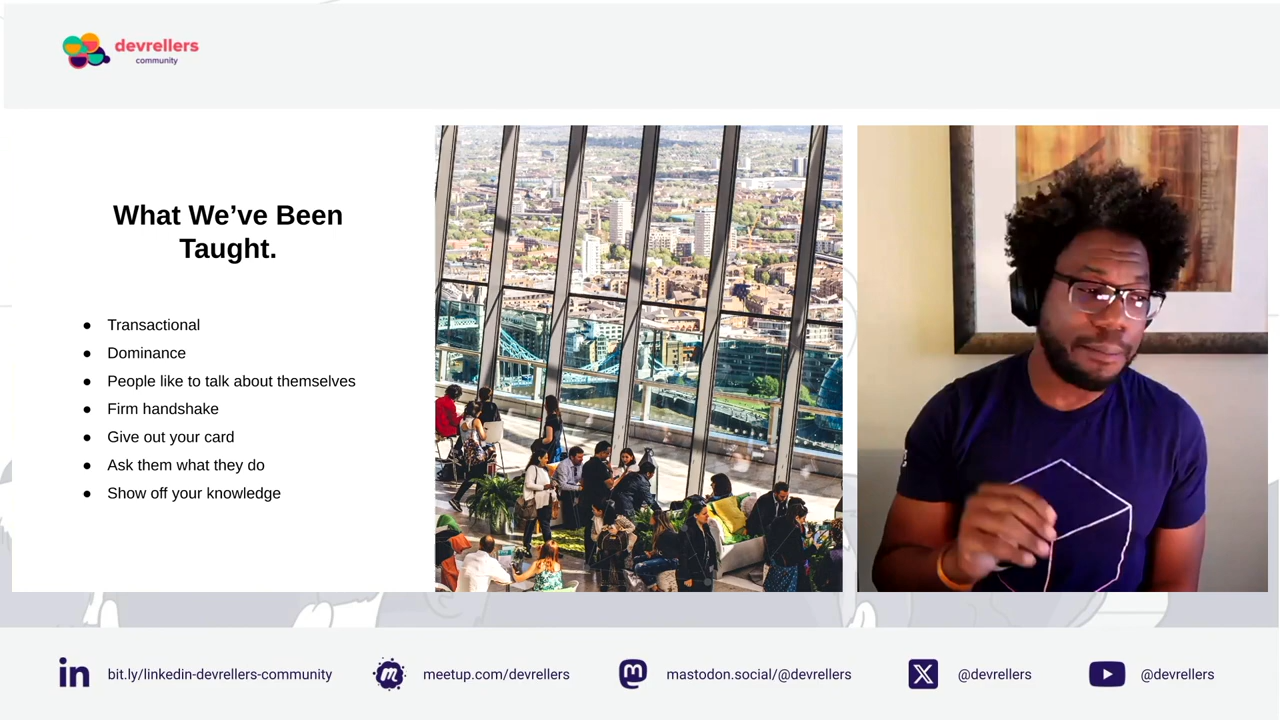 devrellers
community
What We’ve Been
Taught.
● Transactional
● Dominance
● People like to talk about themselves
● Firm handshake
● Give out your card
● Ask them what they do
● Show off your knowledge
in bit.ly/linkedin-devrellers-community
m meetup.com/devrellers
m mastodon.social/@devrellers
X @devrellers
@devrellers